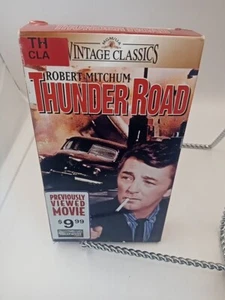 TH
CLA
VINTAGE CLASSICS
ROBERT MITCHUM
THUNDER ROAD
PREVIOUSLY
VIEWED
MOVIE
$9.99